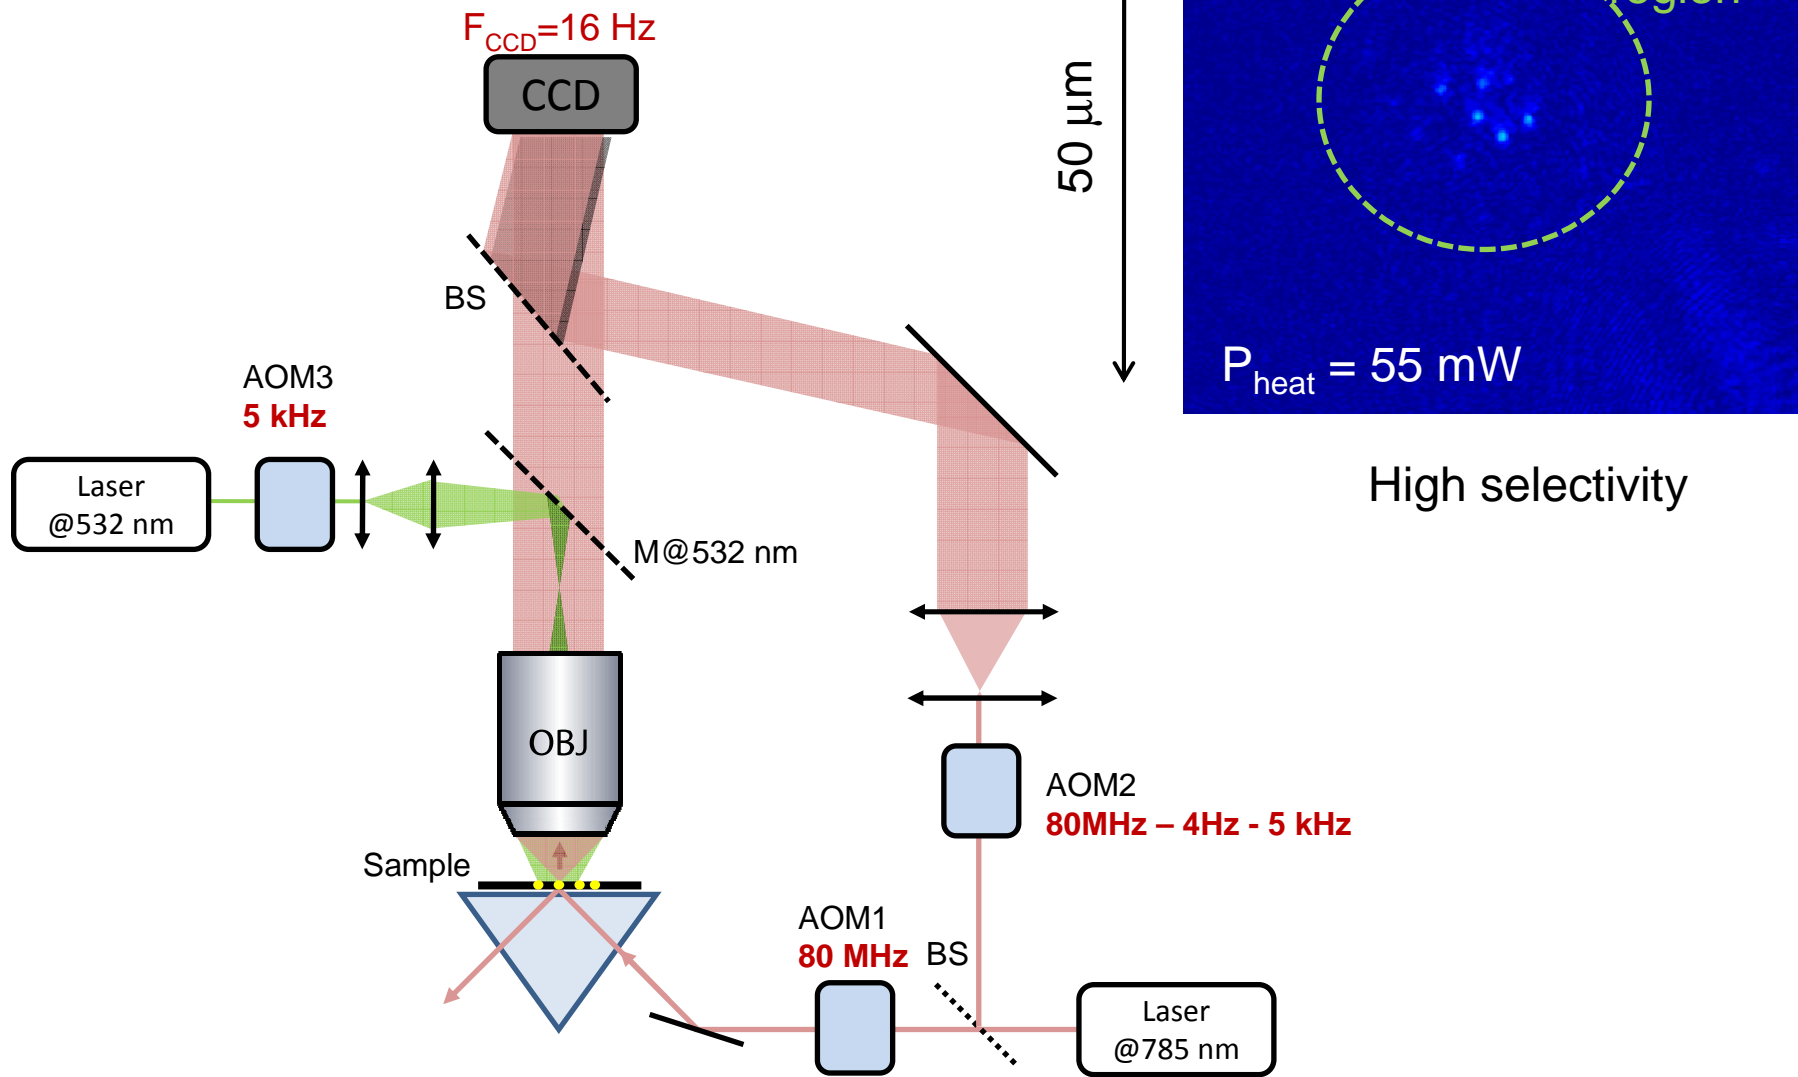 region
F_CCD=16 Hz
CCD
50 µm
BS
P_heat = 55 mW
AOM3
5 kHz
High selectivity
Laser
@532 nm
M@532 nm
OBJ
AOM2
80MHz – 4Hz - 5 kHz
Sample
AOM1
80 MHz
BS
Laser
@785 nm